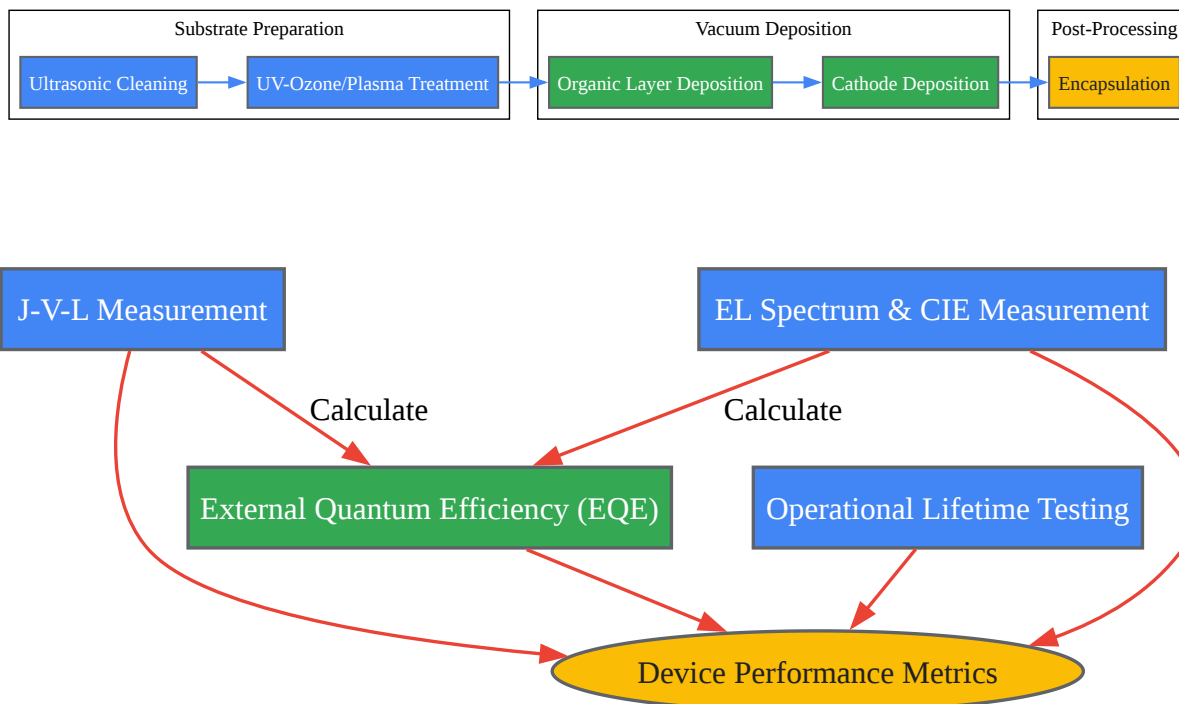 Substrate Preparation
Vacuum Deposition
Post-Processing
Ultrasonic Cleaning
UV-Ozone/Plasma Treatment
Organic Layer Deposition
Cathode Deposition
Encapsulation
J-V-L Measurement
EL Spectrum & CIE Measurement
Calculate
Calculate
External Quantum Efficiency (EQE)
Operational Lifetime Testing
Device Performance Metrics